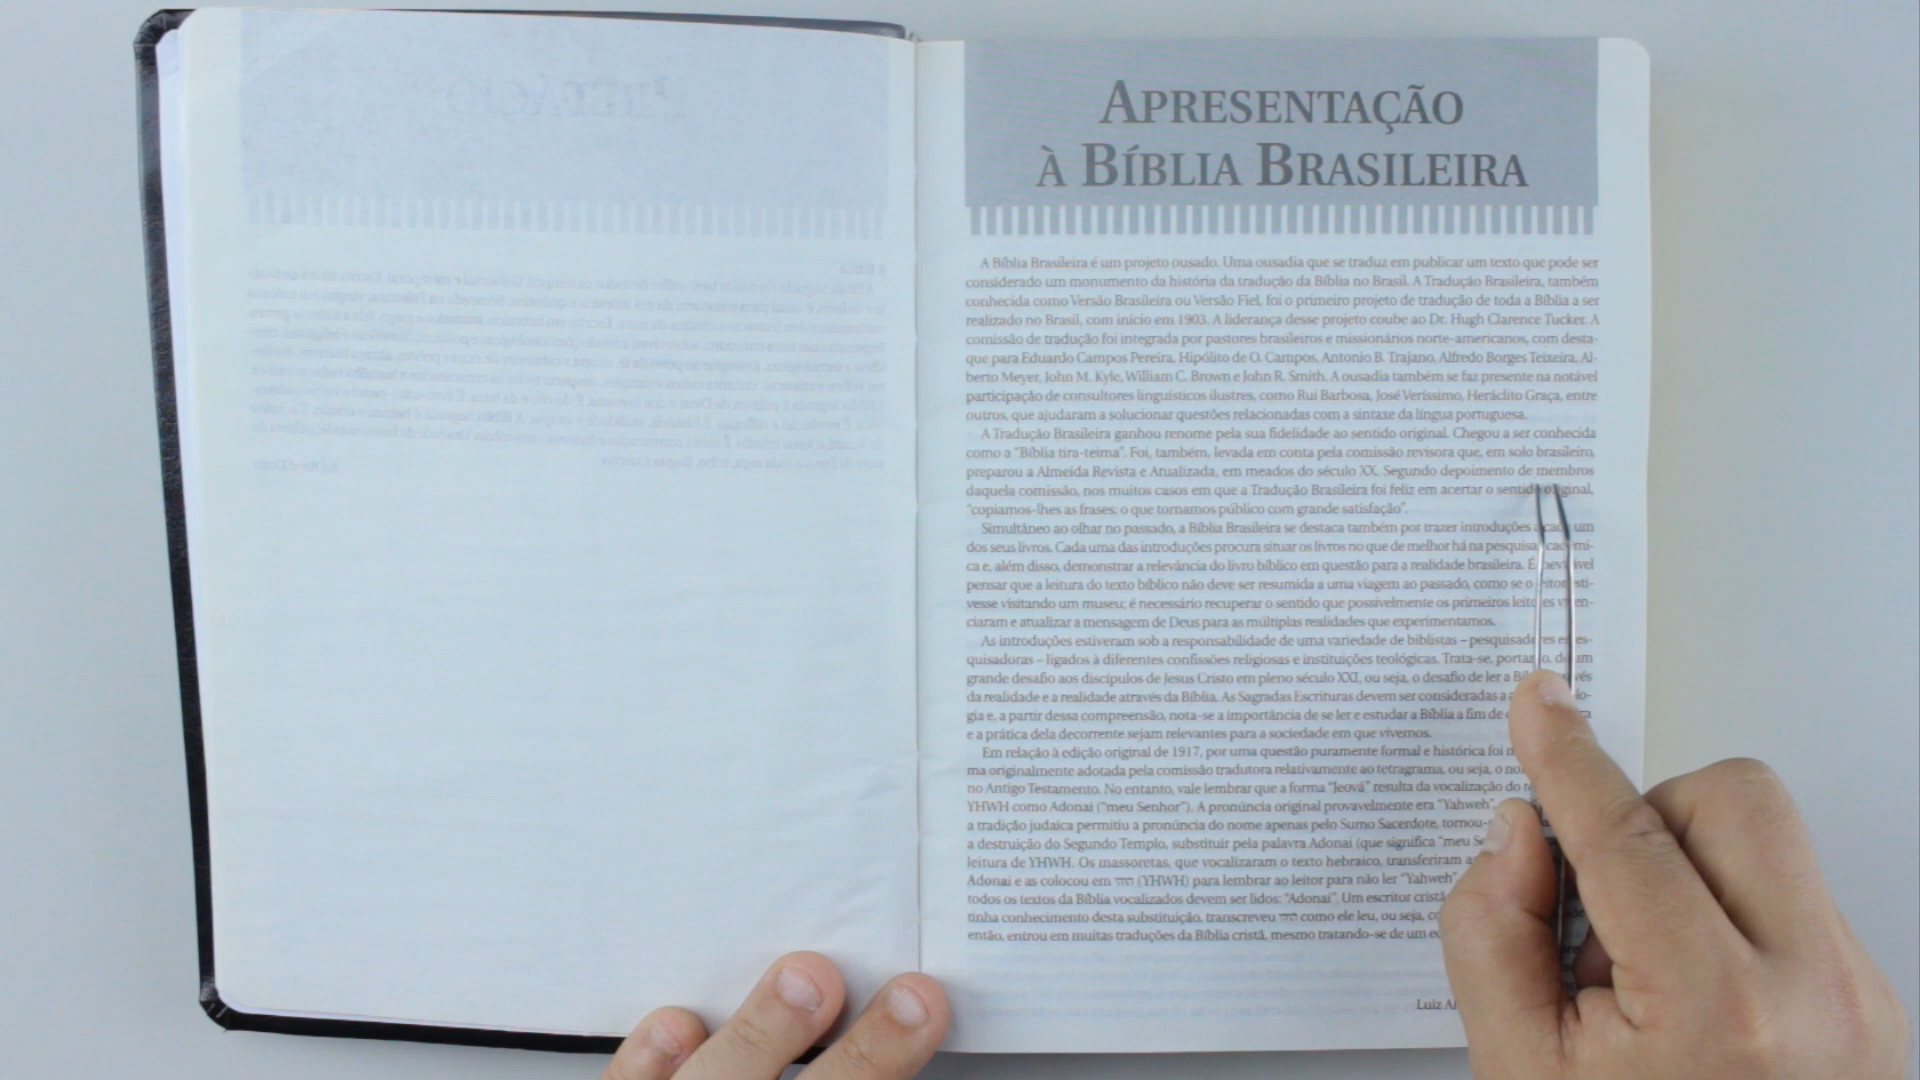 APRESENTAÇÃO
À BÍBLIA BRASILEIRA
A Bíblia Brasileira é um projeto ousado. Uma ousadia que se traduz em publicar um texto que pode ser
considerado um monumento da história da tradução da Bíblia no Brasil. A Tradução Brasileira, também
conhecida como Versão Brasileira ou Versão Fiel, foi o primeiro projeto de tradução de toda a Bíblia a ser
realizado no Brasil, com início em 1903. A liderança desse projeto coube ao Dr. Hugh Clarence Tucker. A
comissão de tradução foi integrada por pastores brasileiros e missionários norte-americanos, com desta-
que para Eduardo Campos Pereira, Hipólito de O. Campos, Antonio B. Trajano, Alfredo Borges Teixeira, Al-
berto Meyer, John M. Kyle, William C. Brown e John R. Smith. A ousadia também se faz presente na notável
participação de consultores linguísticos ilustres, como Rui Barbosa, José Veríssimo, Heráclito Graça, entre
outros, que ajudaram a solucionar questões relacionadas com a sintaxe da língua portuguesa.
A Tradução Brasileira ganhou renome pela sua fidelidade ao sentido original. Chegou a ser conhecida
como a "Bíblia tira-teima". Foi, também, levada em conta pela comissão revisora que, em solo brasileiro,
preparou a Almeida Revista e Atualizada, em meados do século XX. Segundo depoimento de membros
daquela comissão, nos muitos casos em que a Tradução Brasileira foi feliz em acertar o sentido original,
"copiamos-lhes as frases; o que tornamos público com grande satisfação".
Simultâneo ao olhar no passado, a Bíblia Brasileira se destaca também por trazer introduções a cada um
dos seus livros. Cada uma das introduções procura situar os livros no que de melhor há na pesquisa acadêmi-
ca e, além disso, demonstrar a relevância do livro bíblico em questão para a realidade brasileira. É
pensar que a leitura do texto bíblico não deve ser resumida a uma viagem ao passado, como se o leitor esti-
vesse visitando um museu; é necessário recuperar o sentido que possivelmente os primeiros leitores viven-
ciaram e atualizar a mensagem de Deus para as múltiplas realidades que experimentamos.
As introduções estiveram sob a responsabilidade de uma variedade de biblistas – pesquisadores e pes-
quisadoras – ligados à diferentes confissões religiosas e instituições teológicas. Trata-se, portanto, de um
grande desafio aos discípulos de Jesus Cristo em pleno século XXI, ou seja, o desafio de ler a
da realidade e a realidade através da Bíblia. As Sagradas Escrituras devem ser consideradas a
gia e, a partir dessa compreensão, nota-se a importância de se ler e estudar a Bíblia a fim de
e a prática dela decorrente sejam relevantes para a sociedade em que vivemos.
Em relação à edição original de 1917, por uma questão puramente formal e histórica foi
ma originalmente adotada pela comissão tradutora relativamente ao tetragrama, ou seja, o
no Antigo Testamento. No entanto, vale lembrar que a forma "Jeová" resulta da vocalização do
YHWH como Adonai ("meu Senhor"). A pronúncia original provavelmente era "Yahweh".
a tradição judaica permitiu a pronúncia do nome apenas pelo Sumo Sacerdote,
a destruição do Segundo Templo, substituir pela palavra Adonai (que significa "meu
leitura de YHWH. Os massoretas, que vocalizaram o texto hebraico, transferiram
Adonai e as colocou em יהוה (YHWH) para lembrar ao leitor para não ler "Yahweh"
todos os textos da Bíblia vocalizados devem ser lidos: "Adonai". Um escritor
tinha conhecimento desta substituição, transcreveu יהוה como ele leu, ou seja,
então, entrou em muitas traduções da Bíblia cristã, mesmo tratando-se de um
Luiz